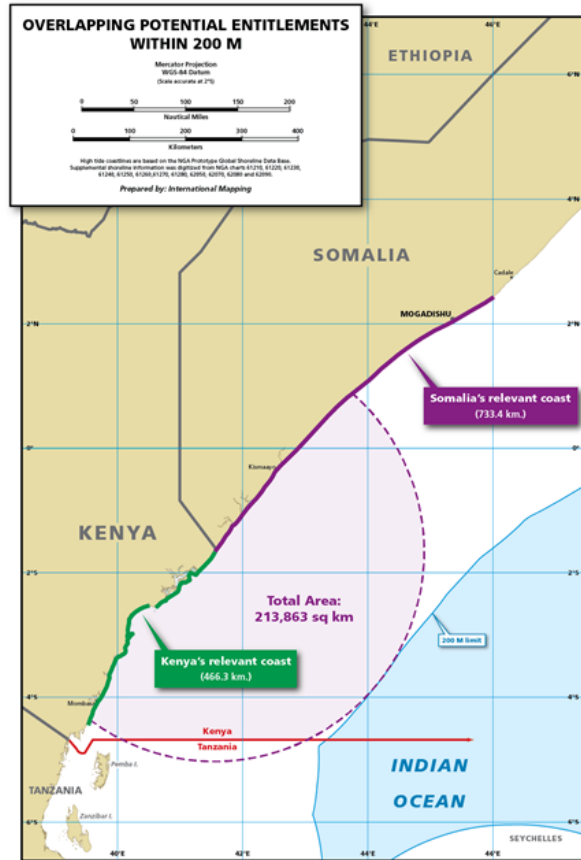 OVERLAPPING POTENTIAL ENTITLEMENTS
WITHIN 200 M
Mercator Projection
WGS-84 Datum
(Scale accurate at 2°S)
0 50 100 150 200
Nautical Miles
0 100 200 300 400
Kilometers
High tide coastlines are based on the NGA Prototype Global Shoreline Data Base.
Supplemental shoreline information was digitized from NGA charts 61210, 61220, 61230,
61240, 61250, 61260,61270, 61280, 62050, 62070, 62080 and 62090.
Prepared by: International Mapping
44°E
46°E
ETHIOPIA
6°N
4°N
4°N
SOMALIA
Cadale
MOGADISHU
2°N
2°N
Somalia's relevant coast
(733.4 km.)
0°
0°
Kismaayo
KENYA
2°S
2°S
Total Area:
213,863 sq km
200 M limit
Kenya's relevant coast
(466.3 km.)
Mombasa
4°S
4°S
Kenya
Tanzania
Pemba I.
INDIAN
OCEAN
TANZANIA
Zanzibar I.
6°S
6°S
SEYCHELLES
40°E
42°E
44°E
46°E